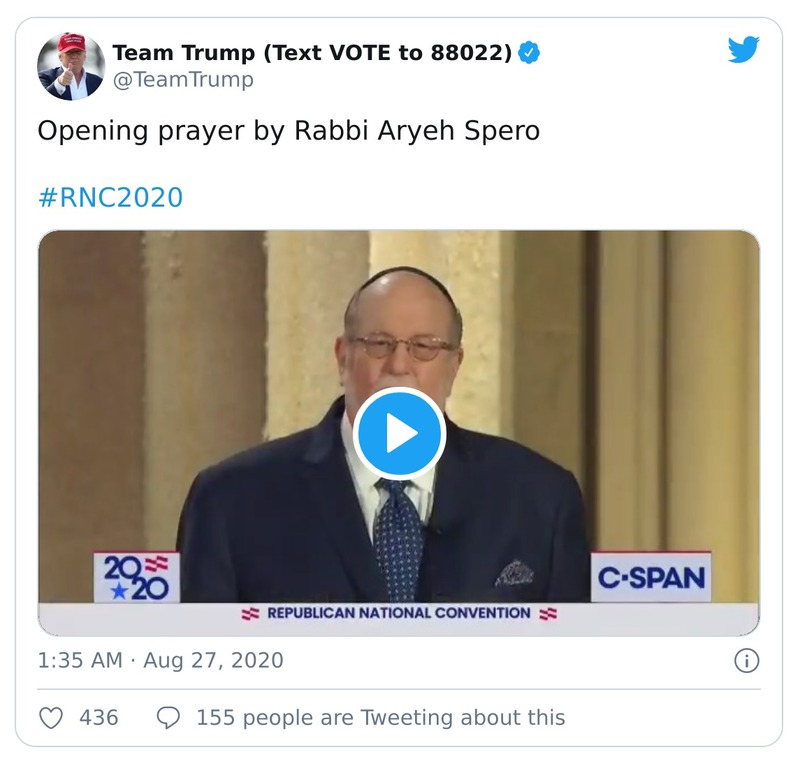 Team Trump (Text VOTE to 88022)
@TeamTrump
Opening prayer by Rabbi Aryeh Spero
#RNC2020
2020
C-SPAN
REPUBLICAN NATIONAL CONVENTION
1:35 AM · Aug 27, 2020
436
155 people are Tweeting about this